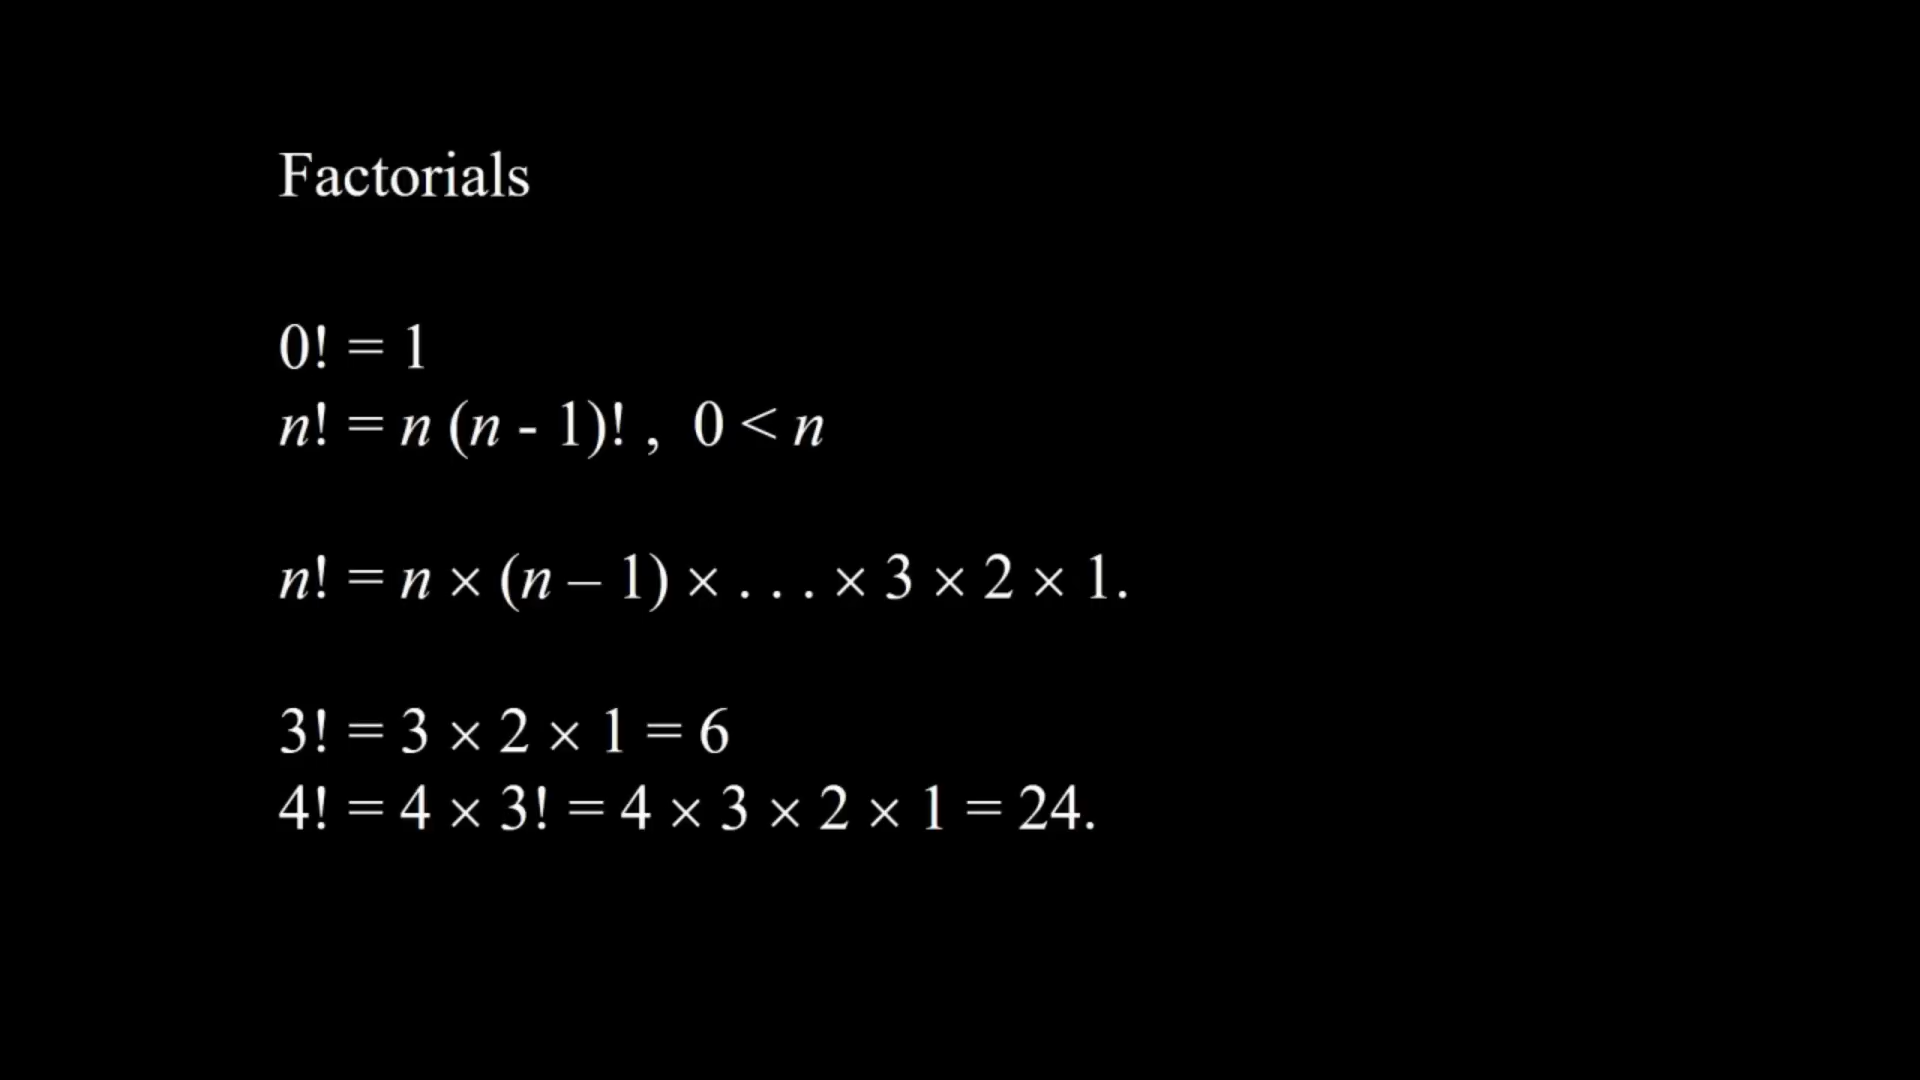 Factorials
0! = 1
n! = n (n - 1)! , 0 < n
n! = n × (n – 1) × . . . × 3 × 2 × 1.
3! = 3 × 2 × 1 = 6
4! = 4 × 3! = 4 × 3 × 2 × 1 = 24.